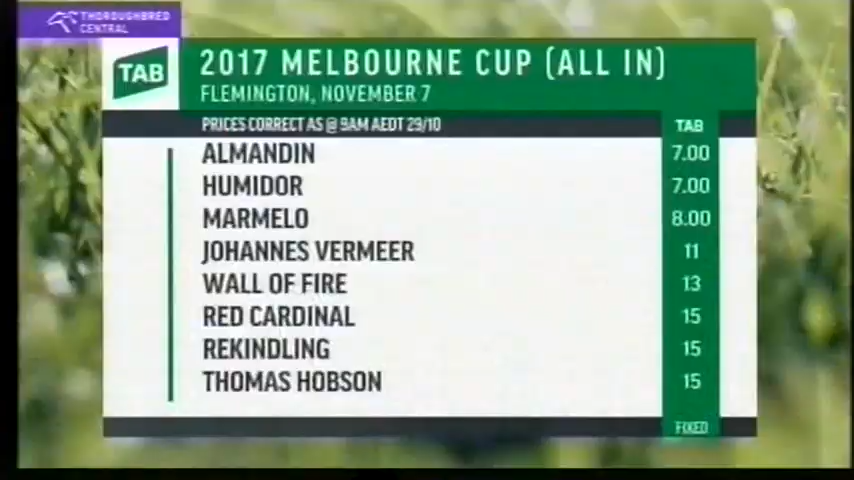 THOROUGHBRED
CENTRAL
TAB
2017 MELBOURNE CUP (ALL IN)
FLEMINGTON, NOVEMBER 7
PRICES CORRECT AS @ 9AM AEDT 29/10 TAB
ALMANDIN 7.00
HUMIDOR 7.00
MARMELO 8.00
JOHANNES VERMEER 11
WALL OF FIRE 13
RED CARDINAL 15
REKINDLING 15
THOMAS HOBSON 15
FIXED